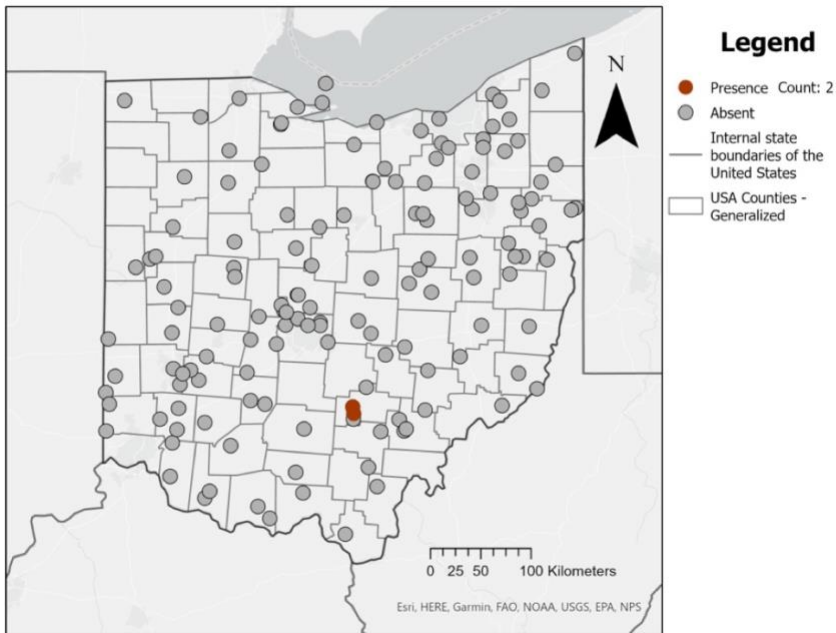 Legend
N
Presence Count: 2
Absent
Internal state
boundaries of the
United States
USA Counties -
Generalized
0 25 50 100 Kilometers
Esri, HERE, Garmin, FAO, NOAA, USGS, EPA, NPS